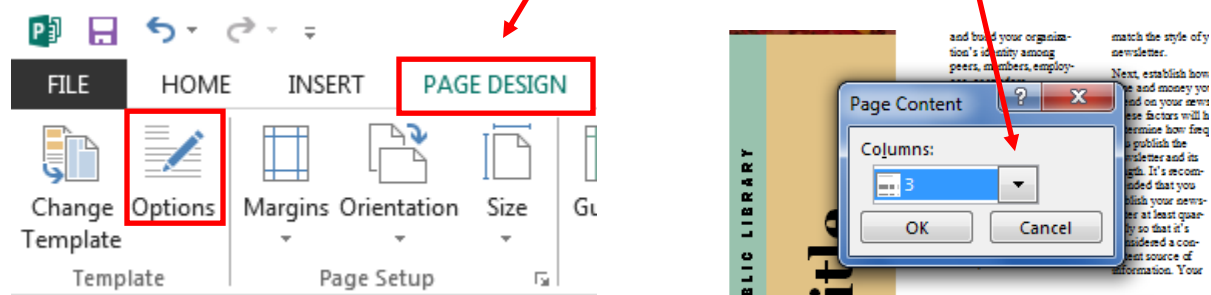 P
FILE HOME INSERT PAGE DESIGN
Change Template
Options
Margins Orientation Size Gu
Template Page Setup
BLIC LIBRARY
itle
and build your organiza-
tion's identity among
peers, members, employ-
match the style of y
newsletter.
Next, establish how
and money you
end on your news
ese factors will h
termine how freq
publish the
wsletter and its
gth. It's recom-
nded that you
blish your news-
ter at least quar-
ly so that it's
nsidered a con-
tent source of
information. Your
Page Content ? X
Columns:
3
OK Cancel